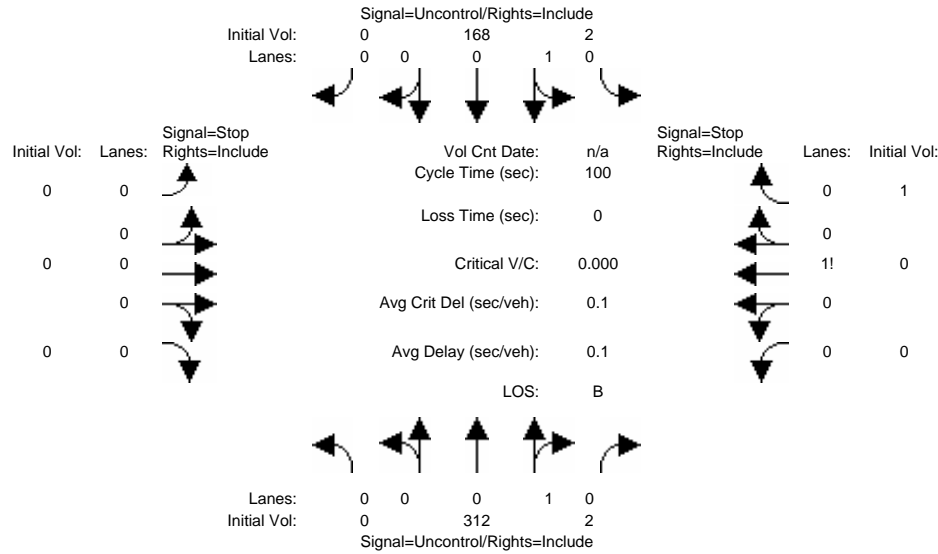 Signal=Uncontrol/Rights=Include
Initial Vol: 0 168 2
Lanes: 0 0 0 1 0
Signal=Stop Signal=Stop
Initial Vol: Lanes: Rights=Include Vol Cnt Date: n/a Rights=Include Lanes: Initial Vol:
Cycle Time (sec): 100
0 0 0 1
Loss Time (sec): 0
0 0
0 0 Critical V/C: 0.000 1! 0
0 Avg Crit Del (sec/veh): 0.1 0
0 0 Avg Delay (sec/veh): 0.1 0 0
LOS: B
Lanes: 0 0 0 1 0
Initial Vol: 0 312 2
Signal=Uncontrol/Rights=Include